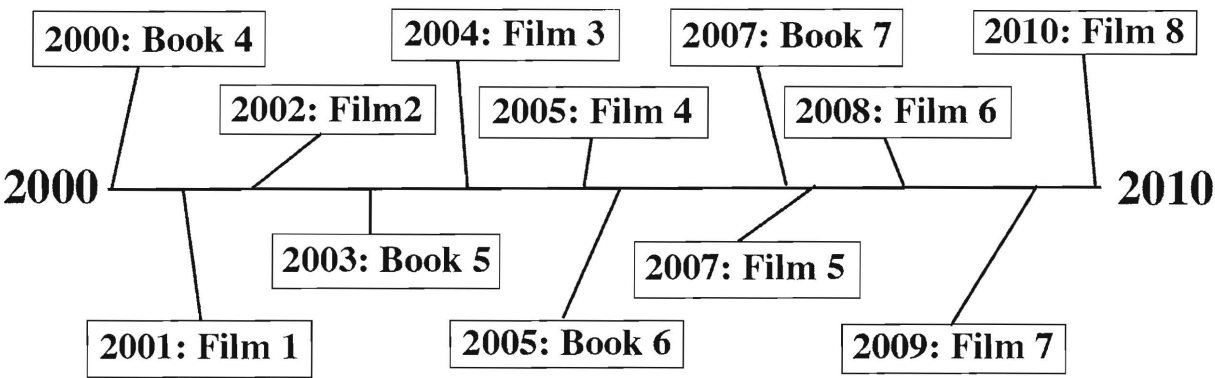 2000: Book 4
2004: Film 3
2007: Book 7
2010: Film 8
2002: Film2
2005: Film 4
2008: Film 6
2000
2010
2003: Book 5
2007: Film 5
2001: Film 1
2005: Book 6
2009: Film 7